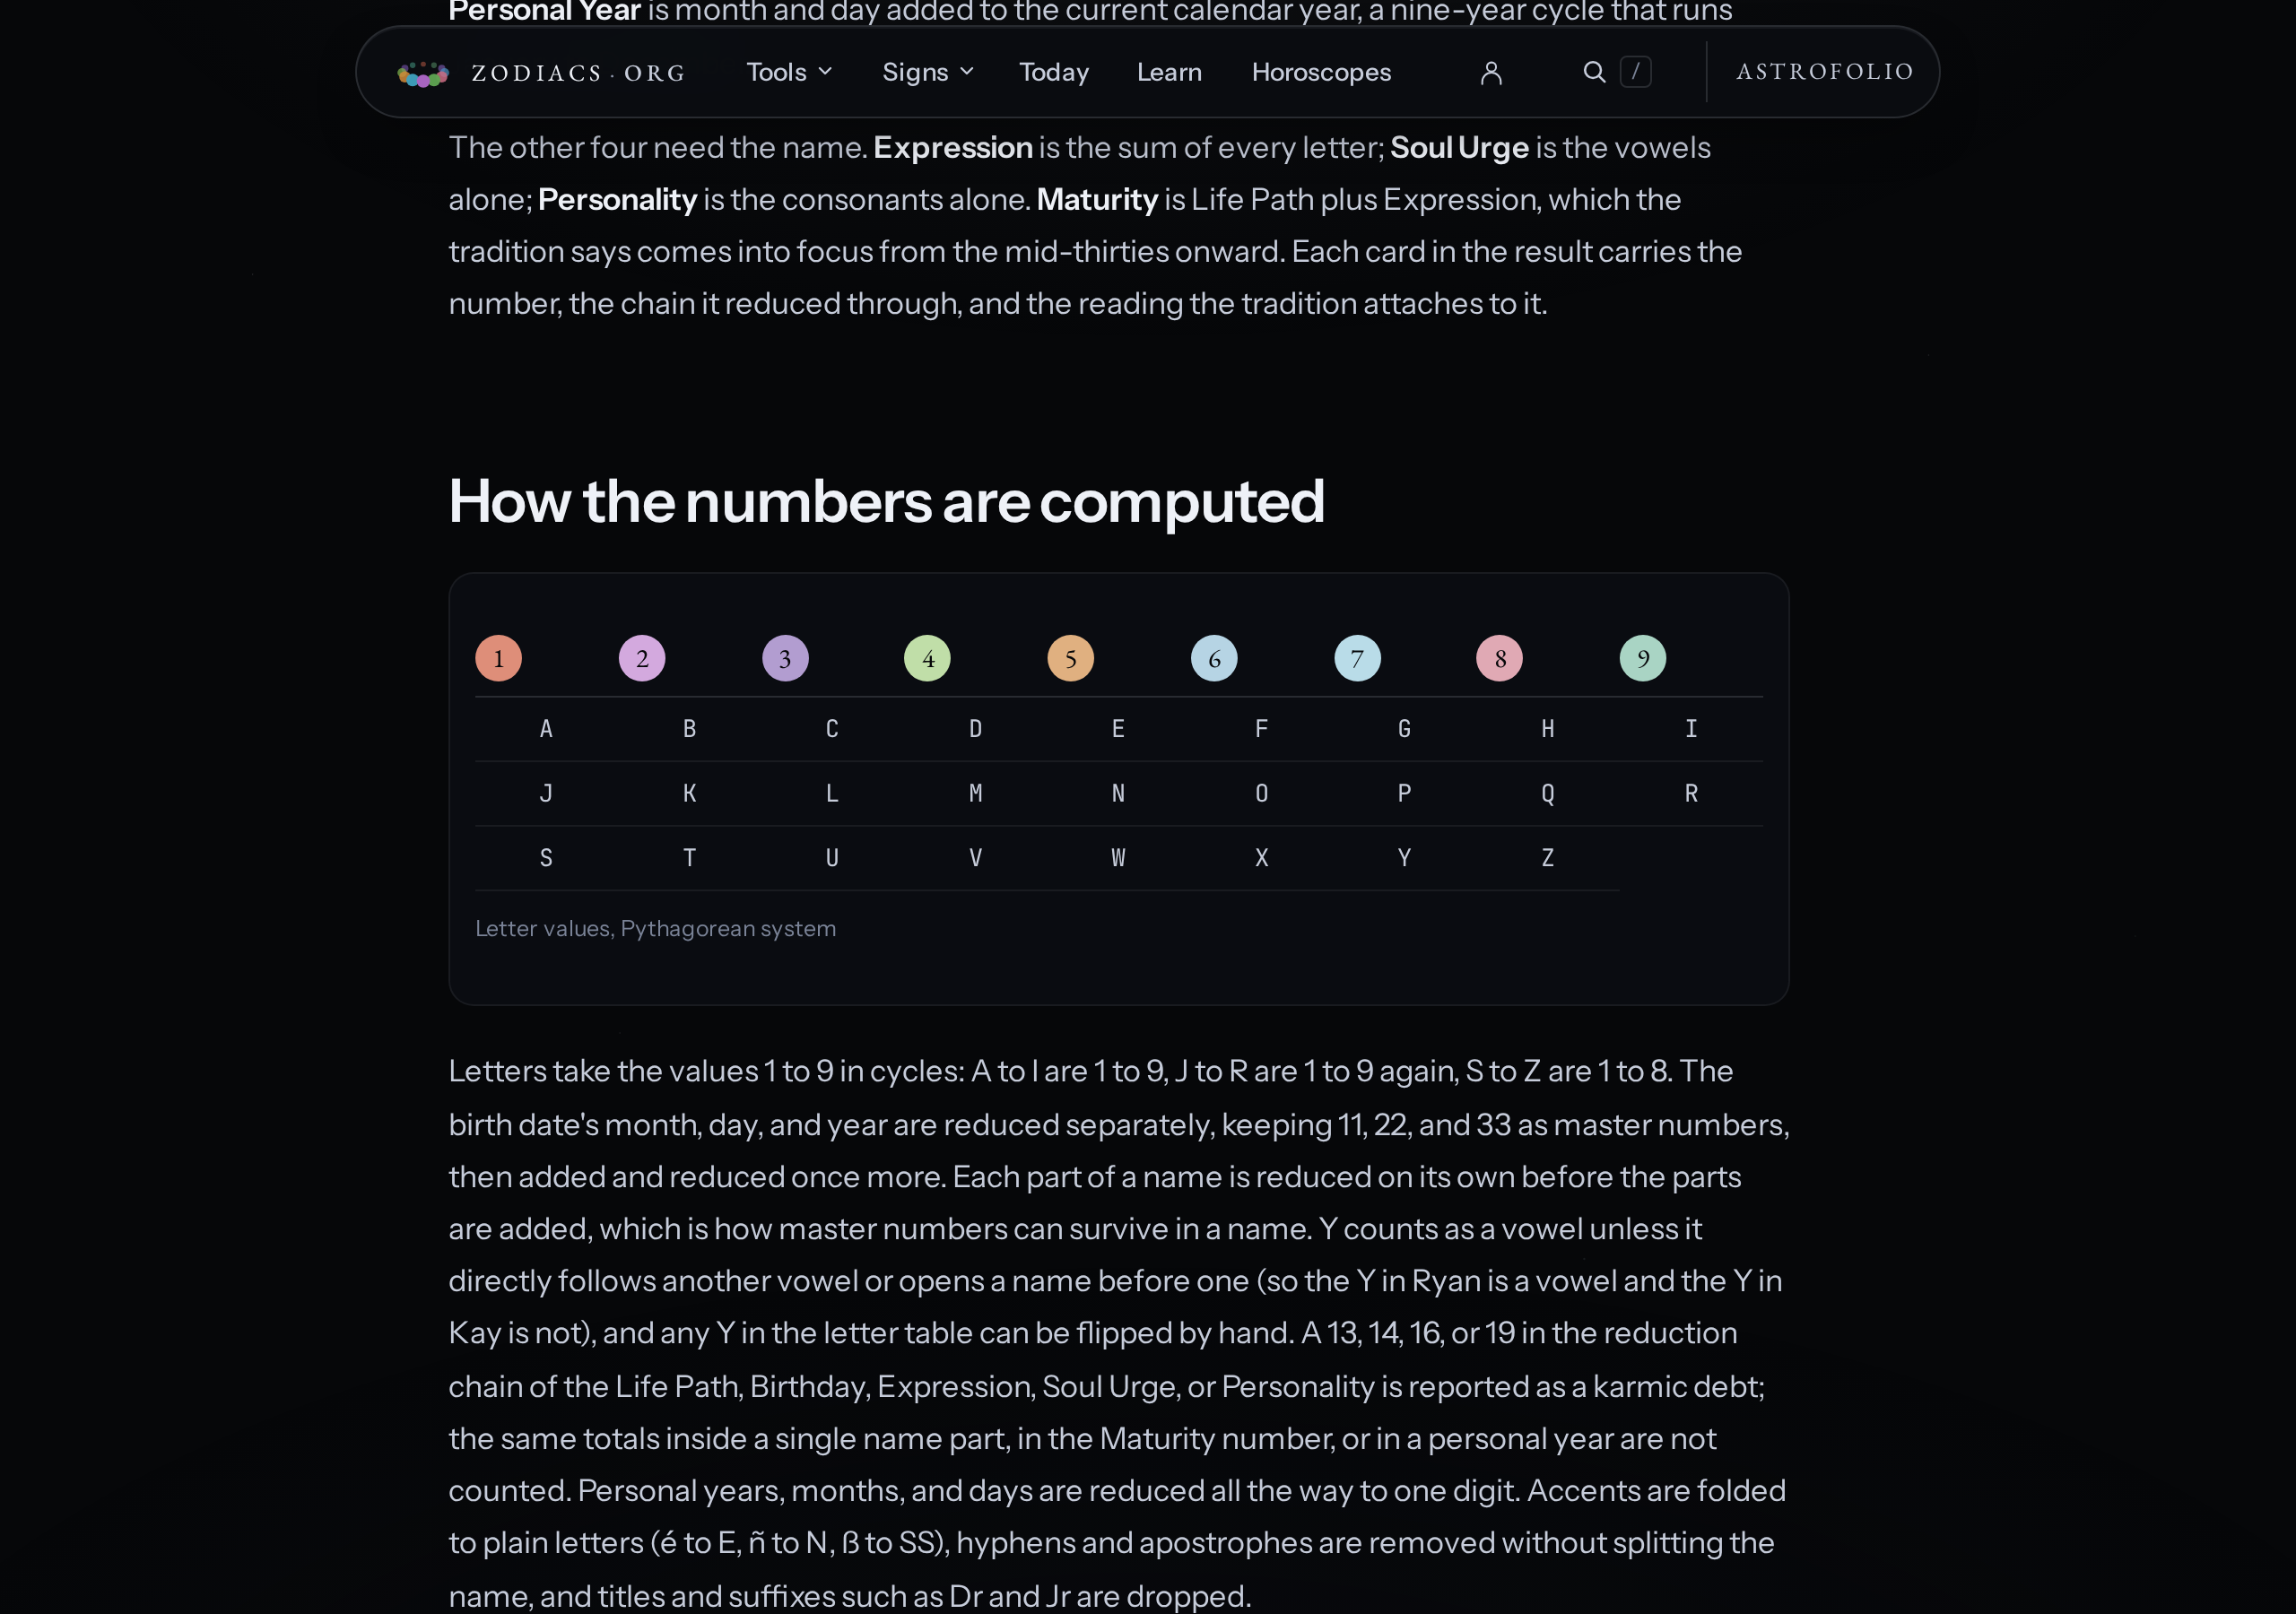 Personal Year is month and day added to the current calendar year, a nine-year cycle that runs
ZODIACS · ORG Tools Signs Today Learn Horoscopes / ASTROFOLIO
The other four need the name. Expression is the sum of every letter; Soul Urge is the vowels
alone; Personality is the consonants alone. Maturity is Life Path plus Expression, which the
tradition says comes into focus from the mid-thirties onward. Each card in the result carries the
number, the chain it reduced through, and the reading the tradition attaches to it.
How the numbers are computed
1 2 3 4 5 6 7 8 9
A B C D E F G H I
J K L M N O P Q R
S T U V W X Y Z
Letter values, Pythagorean system
Letters take the values 1 to 9 in cycles: A to I are 1 to 9, J to R are 1 to 9 again, S to Z are 1 to 8. The
birth date's month, day, and year are reduced separately, keeping 11, 22, and 33 as master numbers,
then added and reduced once more. Each part of a name is reduced on its own before the parts
are added, which is how master numbers can survive in a name. Y counts as a vowel unless it
directly follows another vowel or opens a name before one (so the Y in Ryan is a vowel and the Y in
Kay is not), and any Y in the letter table can be flipped by hand. A 13, 14, 16, or 19 in the reduction
chain of the Life Path, Birthday, Expression, Soul Urge, or Personality is reported as a karmic debt;
the same totals inside a single name part, in the Maturity number, or in a personal year are not
counted. Personal years, months, and days are reduced all the way to one digit. Accents are folded
to plain letters (é to E, ñ to N, ß to SS), hyphens and apostrophes are removed without splitting the
name, and titles and suffixes such as Dr and Jr are dropped.